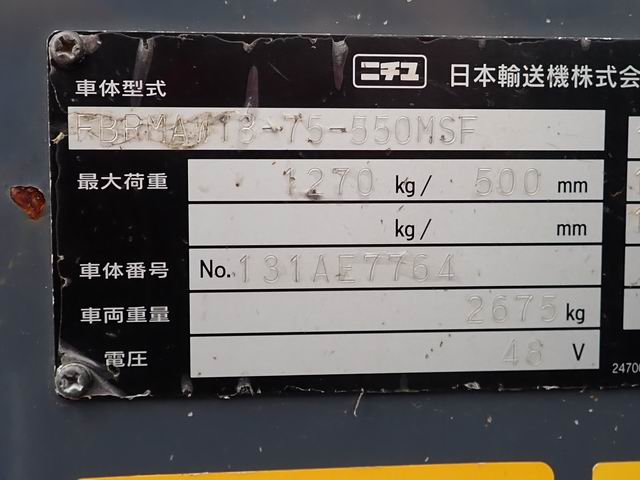 ニチユ 日本輸送機株式会
車体型式
FBRMAW13-75-550MSF
最大荷重 1270 kg/ 500 mm
kg/ mm
車体番号 No. 131AE7764
車両重量 2675 kg
電圧 48 V
2470